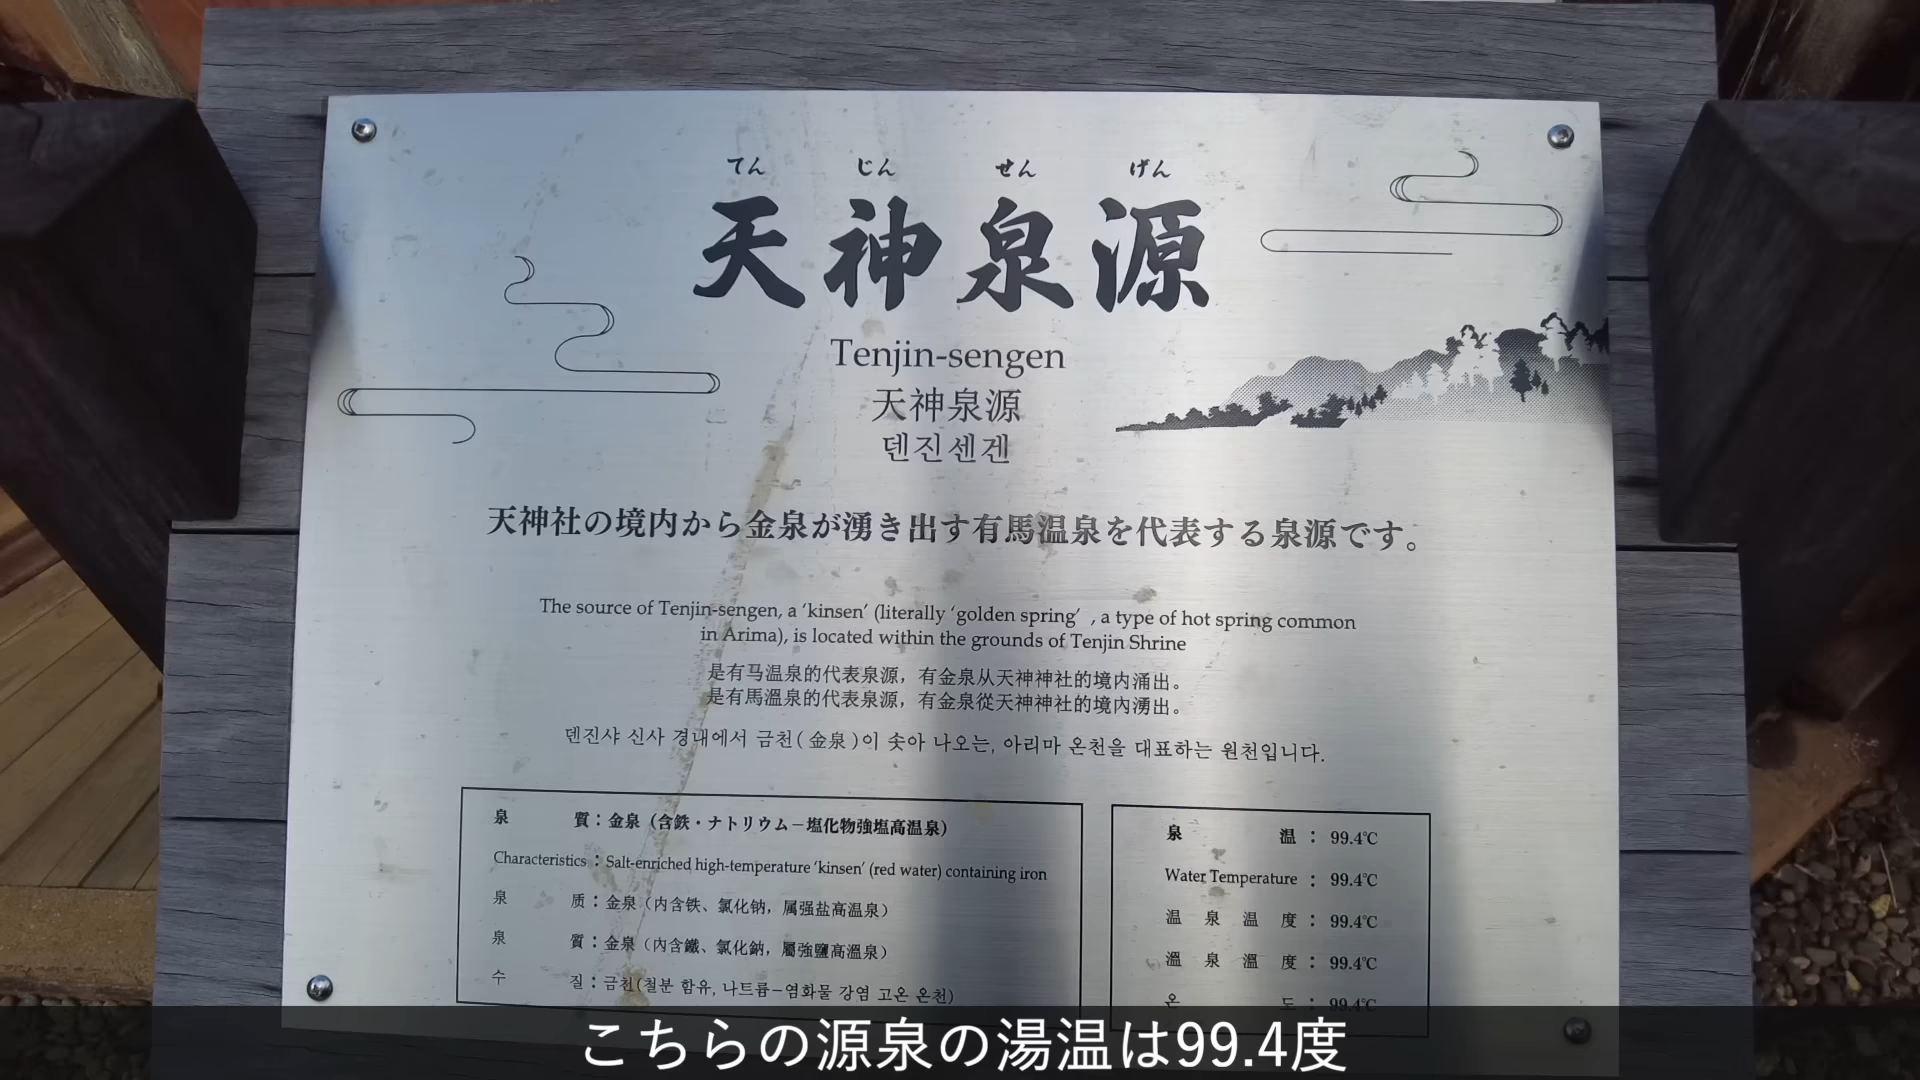 てん じん せん げん
天神泉源
Tenjin-sengen
天神泉源
덴진센겐
天神社の境内から金泉が湧き出す有馬温泉を代表する泉源です。
The source of Tenjin-sengen, a ‘kinsen’ (literally ‘golden spring’ , a type of hot spring common
in Arima), is located within the grounds of Tenjin Shrine
是有马温泉的代表泉源，有金泉从天神神社的境内涌出。
是有馬溫泉的代表泉源，有金泉從天神神社的境內湧出。
덴진샤 신사 경내에서 금천(金泉)이 솟아 나오는, 아리마 온천을 대표하는 원천입니다.
泉質：金泉（含鉄・ナトリウム－塩化物強塩高温泉）
Characteristics：Salt-enriched high-temperature ‘kinsen’ (red water) containing iron
泉质：金泉（内含铁、氯化钠，属强盐高温泉）
泉質：金泉（內含鐵、氯化鈉，屬強鹽高溫泉）
수질：금천(철분 함유, 나트륨－염화물 강염 고온 온천)
泉温：99.4℃
Water Temperature：99.4℃
温泉温度：99.4℃
溫泉溫度：99.4℃
온도：99.4℃
こちらの源泉の湯温は99.4度